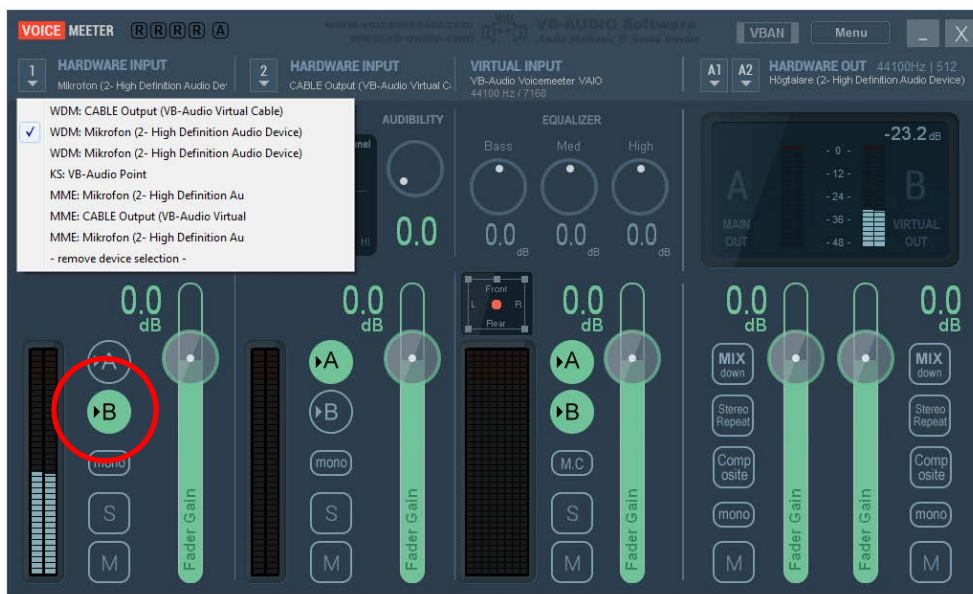 VOICE MEETER R R R R A
www.voicemeeter.com
VB-AUDIO Software
www.vb-audio.com
Audio Mechanic & Sound Breeder
VBAN
Menu
1
HARDWARE INPUT
Mikrofon (2- High Definition Audio De
2
HARDWARE INPUT
CABLE Output (VB-Audio Virtual C
VIRTUAL INPUT
VB-Audio Voicemeeter VAIO
44100 Hz / 7168
A1 A2
HARDWARE OUT 44100Hz | 512
Högtalare (2- High Definition Audio Device)
WDM: CABLE Output (VB-Audio Virtual Cable)
WDM: Mikrofon (2- High Definition Audio Device)
WDM: Mikrofon (2- High Definition Audio Device)
KS: VB-Audio Point
MME: Mikrofon (2- High Definition Au
MME: CABLE Output (VB-Audio Virtual
MME: Mikrofon (2- High Definition Au
- remove device selection -
nel
AUDIBILITY
Hi
0.0
EQUALIZER
Bass Med High
0.0 0.0 0.0
dB dB dB
-23.2 dB
- 0 -
- 12 -
- 24 -
- 36 -
- 48 -
A
MAIN
OUT
B
VIRTUAL
OUT
0.0
dB
A
B
mono
S
M
Fader Gain
0.0
dB
A
B
mono
S
M
Fader Gain
Front
L R
Rear
0.0
dB
A
B
M.C
S
M
Fader Gain
0.0
dB
MIX
down
Stereo
Repeat
Comp
osite
mono
M
Fader Gain
Fader Gain
0.0
dB
MIX
down
Stereo
Repeat
Comp
osite
mono
M